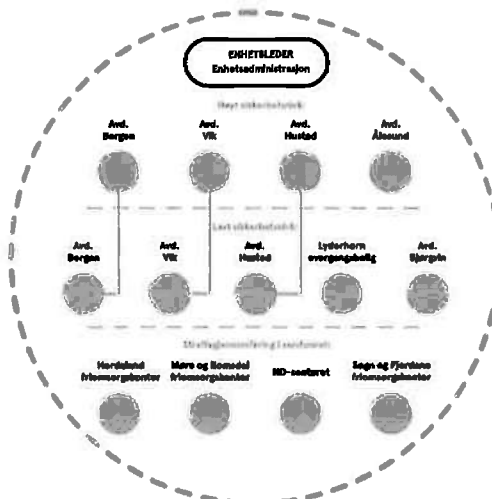 ENHETSLEDER
Enhetsadministrasjon
Høyt sikkerhetsnivå
Avd.
Bergen
Avd.
Vik
Avd.
Hustad
Avd.
Ålesund
Lavt sikkerhetsnivå
Avd.
Bergen
Avd.
Vik
Avd.
Hustad
Lyderhorn
overgangsbolig
Avd.
Bjørgvin
Straffegjennomføring i samfunnet
Hordaland
friomsorgskontor
Møre og Romsdal
friomsorgskontor
ND-senteret
Sogn og Fjordane
friomsorgskontor